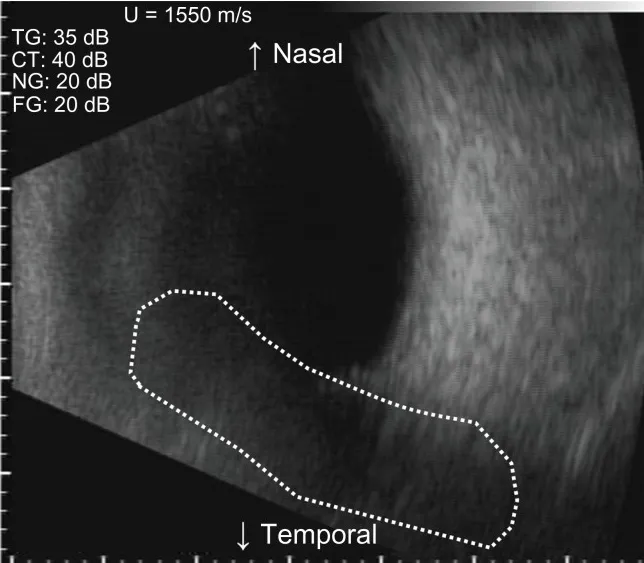 U = 1550 m/s
TG: 35 dB
CT: 40 dB
NG: 20 dB
FG: 20 dB
↑ Nasal
↓ Temporal